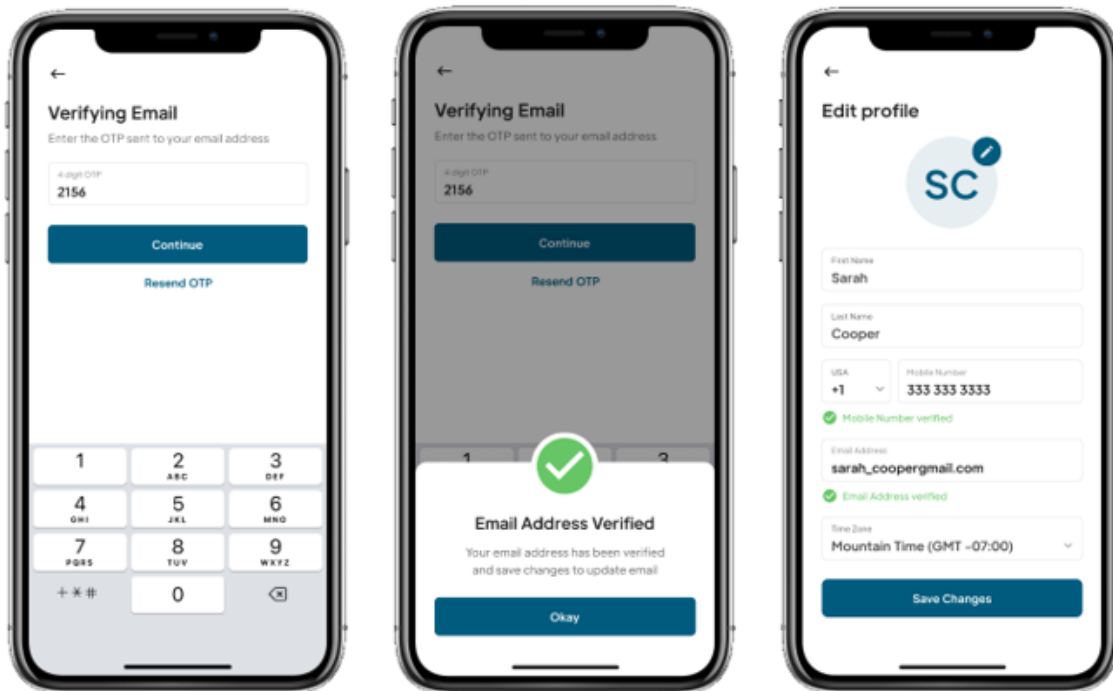 Verifying Email
Enter the OTP sent to your email address
4 digit OTP
2156
Continue
Resend OTP
1
2
ABC
3
DEF
4
GHI
5
JKL
6
MNO
7
PQRS
8
TUV
9
WXYZ
+*#
0
Verifying Email
Enter the OTP sent to your email address
4 digit OTP
2156
Continue
Resend OTP
1
3
Email Address Verified
Your email address has been verified
and save changes to update email
Okay
Edit profile
SC
First Name
Sarah
Last Name
Cooper
USA
+1
Mobile Number
333 333 3333
Mobile Number verified
Email Address
sarah_coopergmail.com
Email Address verified
Time Zone
Mountain Time (GMT -07:00)
Save Changes